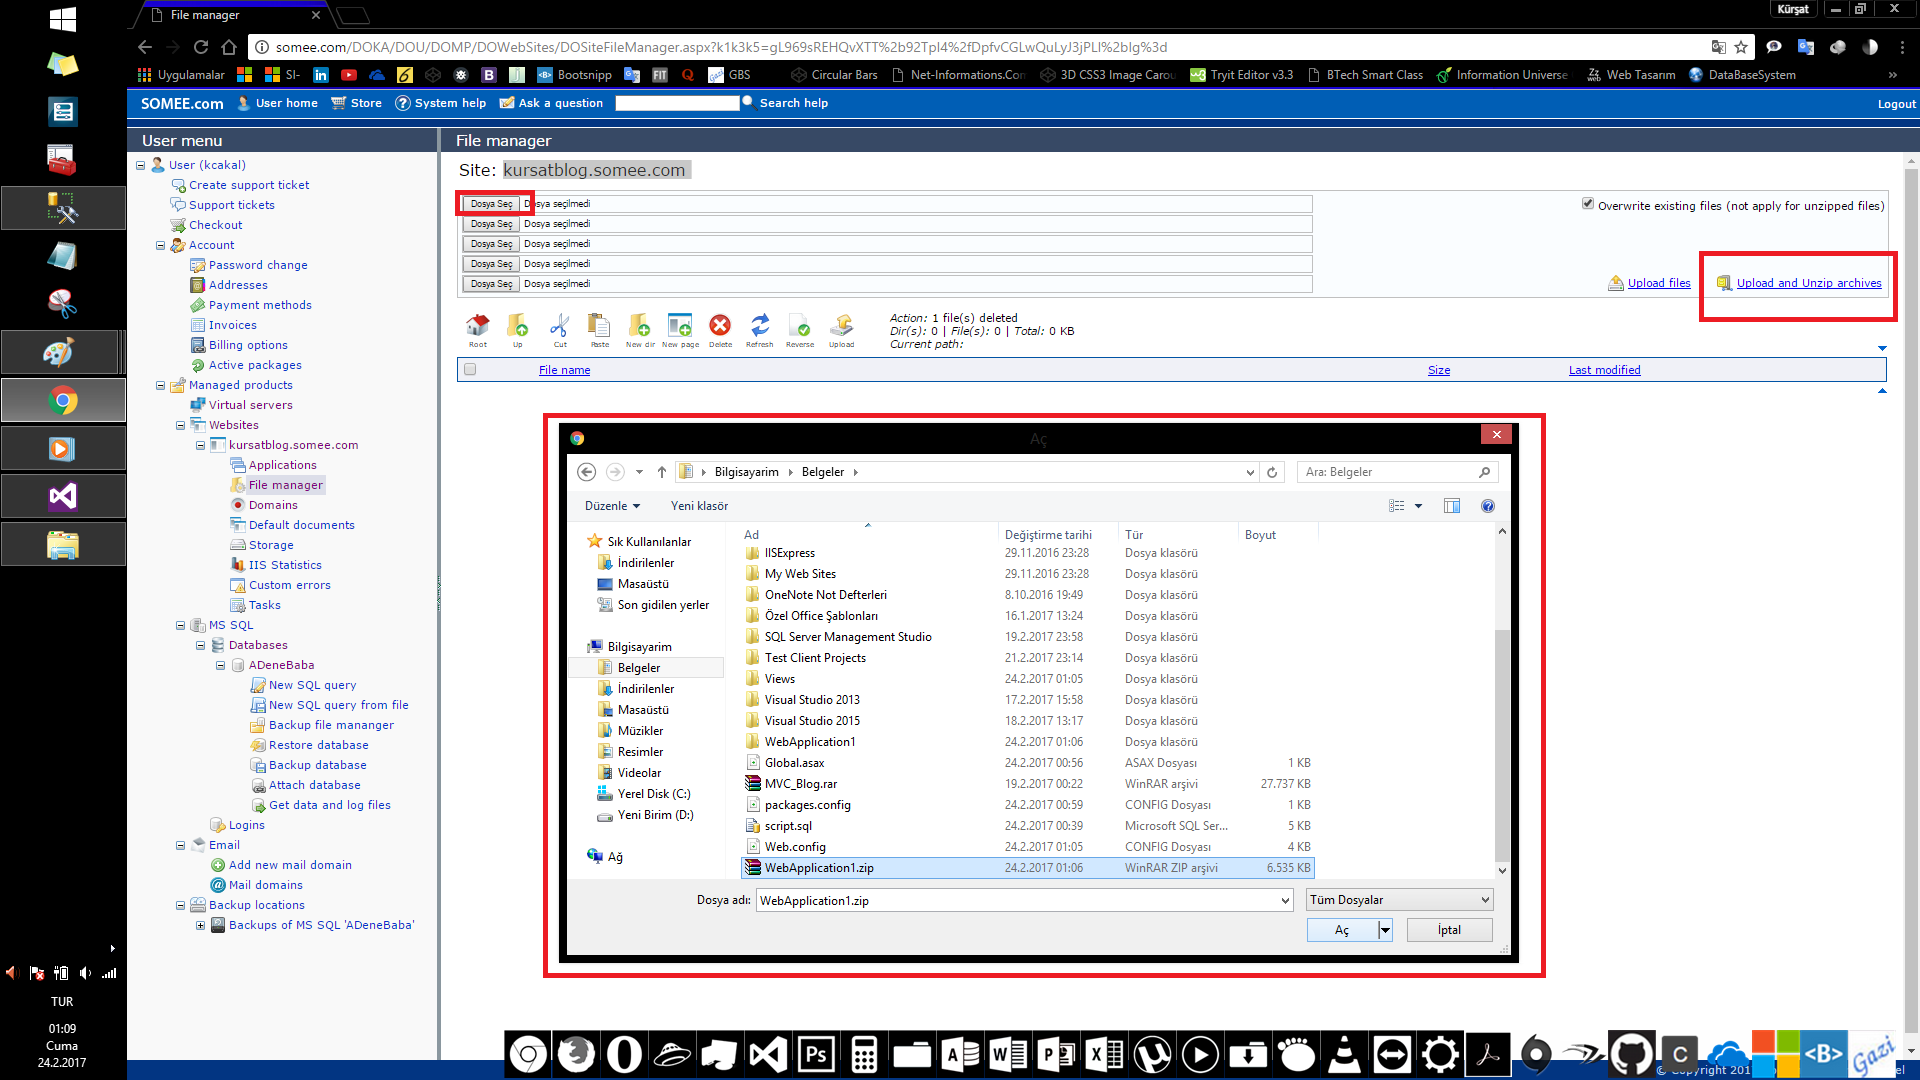 File manager
Kürşat
somee.com/DOKA/DOU/DOMP/DOWebSites/DOSiteFileManager.aspx?k1k3k5=gL969sREHQvXTT%2b92TpI4%2fDpfvCGLwQuLyJ3jPLI%2bIg%3d
Uygulamalar
SI-
Bootsnipp
FIT
GBS
Circular Bars
Net-Informations.Con
3D CSS3 Image Carou
Tryit Editor v3.3
BTech Smart Class
Information Universe
Web Tasarım
DataBaseSystem
SOMEE.com
User home
Store
System help
Ask a question
Search help
Logout
User menu
User (kcakal)
Create support ticket
Support tickets
Checkout
Account
Password change
Addresses
Payment methods
Invoices
Billing options
Active packages
Managed products
Virtual servers
Websites
kursatblog.somee.com
Applications
File manager
Domains
Default documents
Storage
IIS Statistics
Custom errors
Tasks
MS SQL
Databases
ADeneBaba
New SQL query
New SQL query from file
Backup file mananger
Restore database
Backup database
Attach database
Get data and log files
Logins
Email
Add new mail domain
Mail domains
Backup locations
Backups of MS SQL 'ADeneBaba'
File manager
Site: kursatblog.somee.com
Dosya Seç Dosya seçilmedi
Dosya Seç Dosya seçilmedi
Dosya Seç Dosya seçilmedi
Dosya Seç Dosya seçilmedi
Dosya Seç Dosya seçilmedi
Overwrite existing files (not apply for unzipped files)
Upload files
Upload and Unzip archives
Root
Up
Cut
Paste
New dir
New page
Delete
Refresh
Reverse
Upload
Action: 1 file(s) deleted
Dir(s): 0 | File(s): 0 | Total: 0 KB
Current path:
File name
Size
Last modified
Aç
Bilgisayarim
Belgeler
Ara: Belgeler
Düzenle
Yeni klasör
Sık Kullanılanlar
İndirilenler
Masaüstü
Son gidilen yerler
Bilgisayarim
Belgeler
İndirilenler
Masaüstü
Müzikler
Resimler
Videolar
Yerel Disk (C:)
Yeni Birim (D:)
Ağ
Ad Değiştirme tarihi Tür Boyut
IISExpress 29.11.2016 23:28 Dosya klasörü
My Web Sites 29.11.2016 23:28 Dosya klasörü
OneNote Not Defterleri 8.10.2016 19:49 Dosya klasörü
Özel Office Şablonları 16.1.2017 13:24 Dosya klasörü
SQL Server Management Studio 19.2.2017 23:58 Dosya klasörü
Test Client Projects 21.2.2017 23:14 Dosya klasörü
Views 24.2.2017 01:05 Dosya klasörü
Visual Studio 2013 17.2.2017 15:58 Dosya klasörü
Visual Studio 2015 18.2.2017 13:17 Dosya klasörü
WebApplication1 24.2.2017 01:06 Dosya klasörü
Global.asax 24.2.2017 00:56 ASAX Dosyası 1 KB
MVC_Blog.rar 19.2.2017 00:22 WinRAR arşivi 27.737 KB
packages.config 24.2.2017 00:59 CONFIG Dosyası 1 KB
script.sql 24.2.2017 00:39 Microsoft SQL Ser... 5 KB
Web.config 24.2.2017 01:05 CONFIG Dosyası 4 KB
WebApplication1.zip 24.2.2017 01:06 WinRAR ZIP arşivi 6.535 KB
Dosya adı: WebApplication1.zip
Tüm Dosyalar
Aç
İptal
TUR
01:09
Cuma
24.2.2017
Ps
C
<B>
Gazi
© Copyright 201